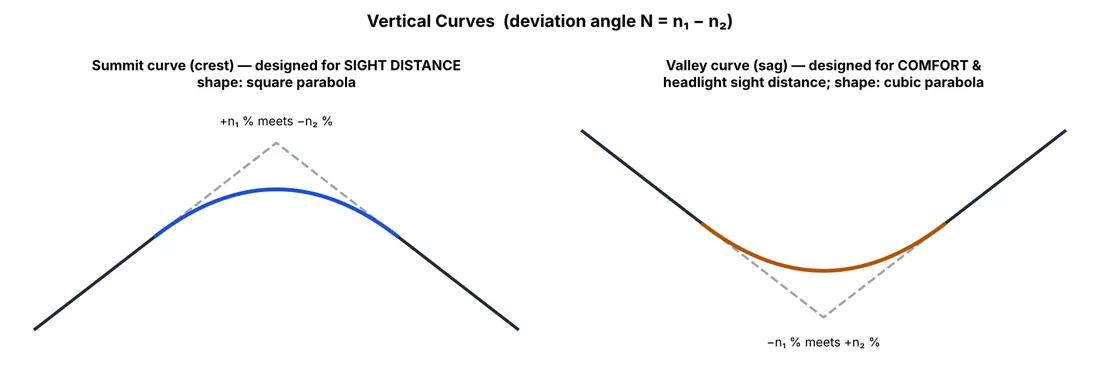 Vertical Curves (deviation angle N = n₁ − n₂)
Summit curve (crest) — designed for SIGHT DISTANCE
shape: square parabola
+n₁ % meets −n₂ %
Valley curve (sag) — designed for COMFORT &
headlight sight distance; shape: cubic parabola
−n₁ % meets +n₂ %